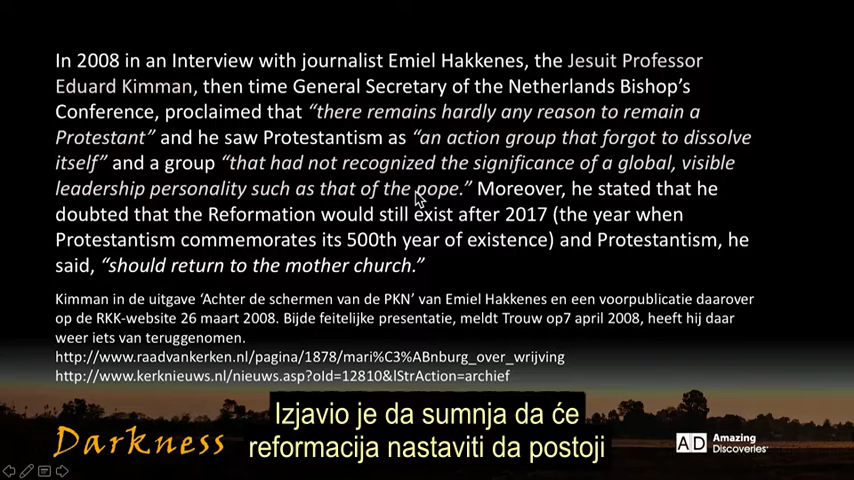 In 2008 in an Interview with journalist Emiel Hakkenes, the Jesuit Professor
Eduard Kimman, then time General Secretary of the Netherlands Bishop's
Conference, proclaimed that “there remains hardly any reason to remain a
Protestant” and he saw Protestantism as “an action group that forgot to dissolve
itself” and a group “that had not recognized the significance of a global, visible
leadership personality such as that of the pope.” Moreover, he stated that he
doubted that the Reformation would still exist after 2017 (the year when
Protestantism commemorates its 500th year of existence) and Protestantism, he
said, “should return to the mother church.”
Kimman in de uitgave ‘Achter de schermen van de PKN’ van Emiel Hakkenes en een voorpublicatie daarover
op de RKK-website 26 maart 2008. Bijde feitelijke presentatie, meldt Trouw op7 april 2008, heeft hij daar
weer iets van teruggenomen.
http://www.raadvankerken.nl/pagina/1878/mari%C3%ABnburg_over_wrijving
http://www.kerknieuws.nl/nieuws.asp?oId=12810&lStrAction=archief
Izjavio je da sumnja da će
reformacija nastaviti da postoji
Darkness
AD Amazing
Discoveries